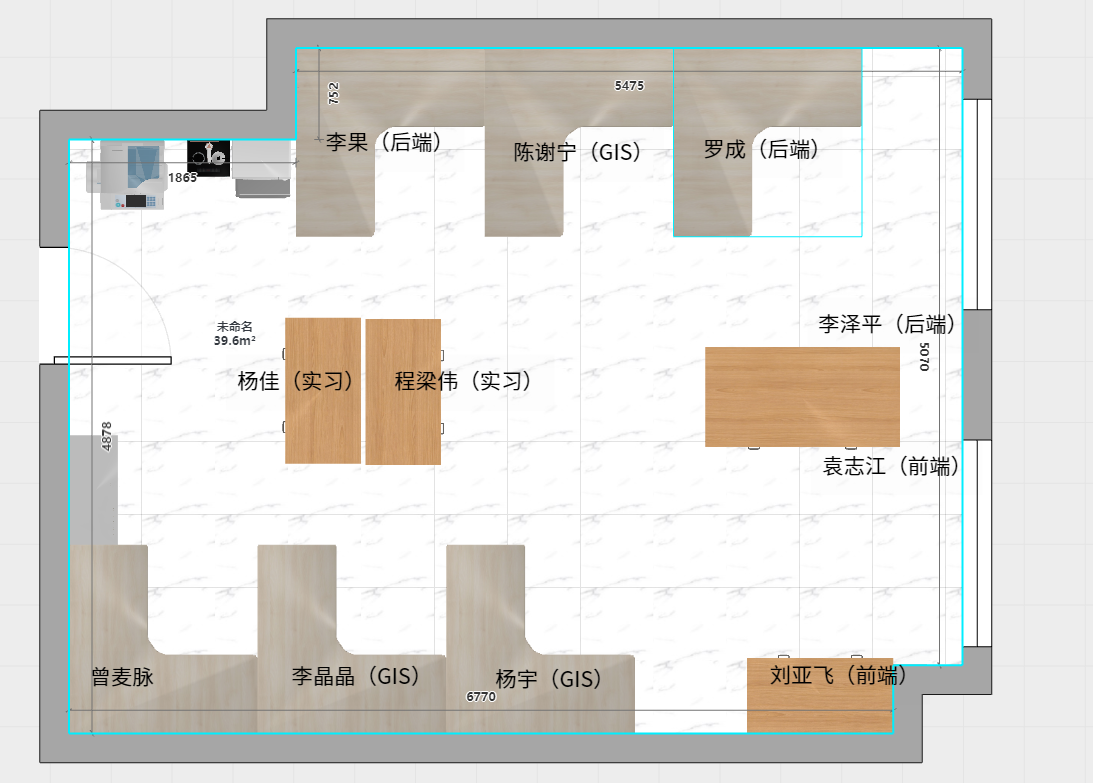 5475
752
李果（后端）
陈谢宁（GIS）
罗成（后端）
1865
未命名
39.6m²
李泽平（后端）
5070
杨佳（实习）
程梁伟（实习）
4878
袁志江（前端）
曾麦脉
李晶晶（GIS）
杨宇（GIS）
刘亚飞（前端）
6770